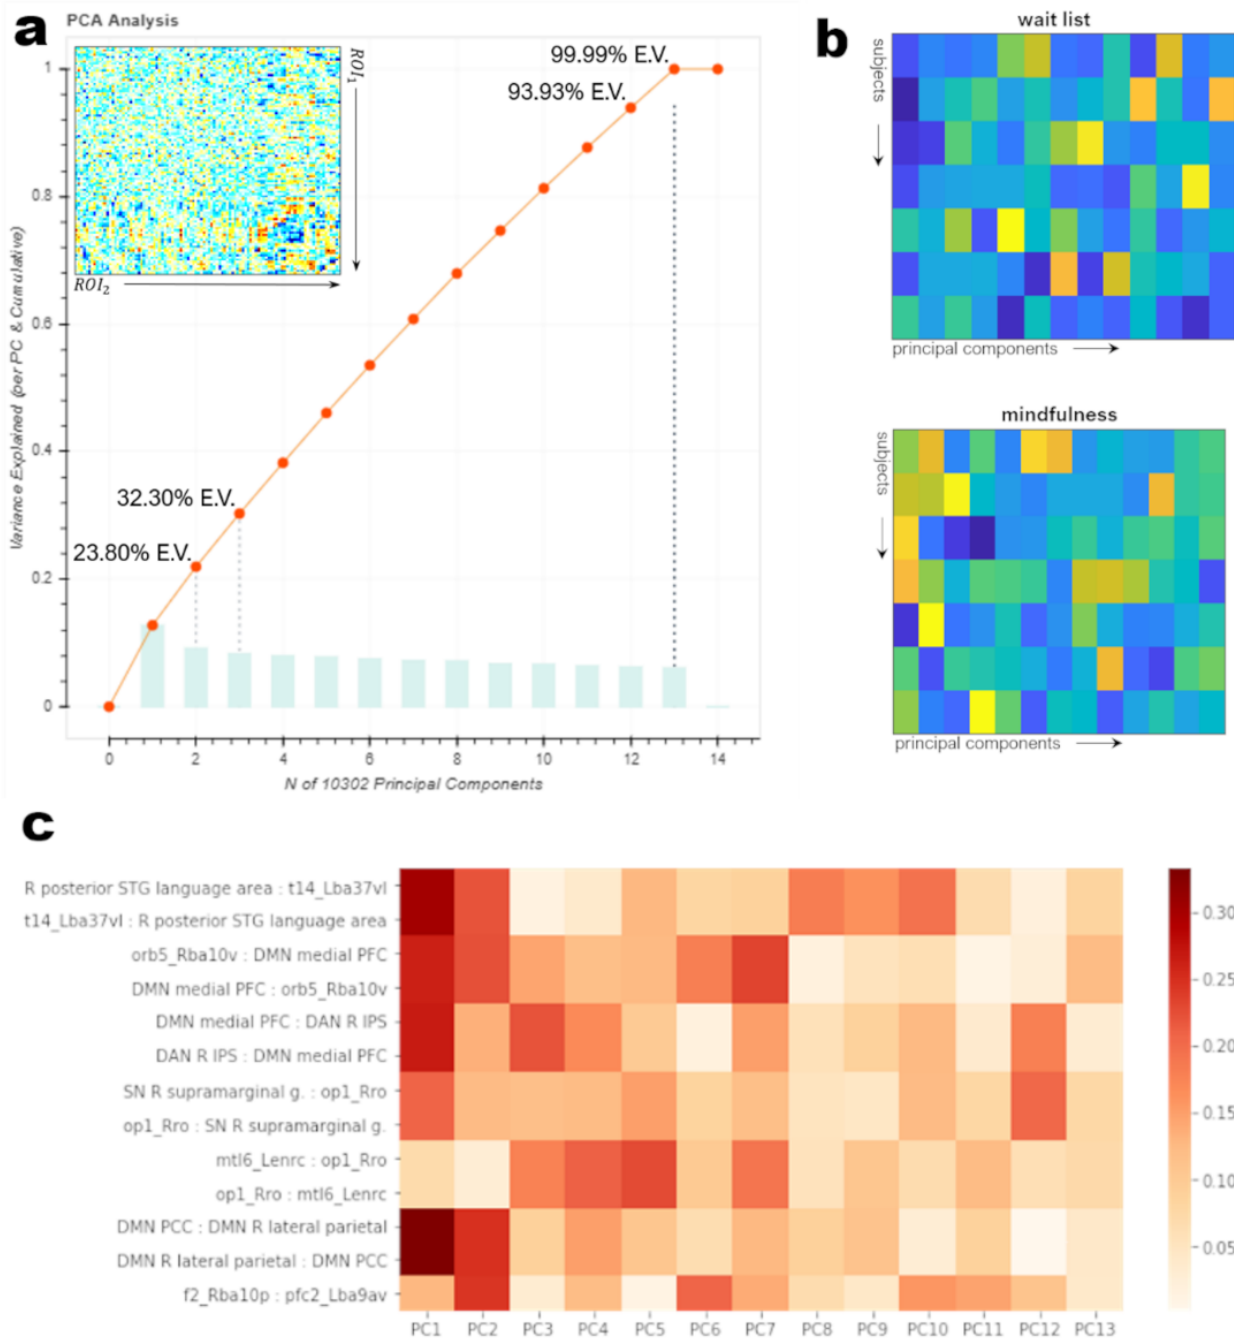 a
PCA Analysis
99.99% E.V.
93.93% E.V.
ROI₁
ROI₂
32.30% E.V.
23.80% E.V.
Variance Explained (per PC & Cumulative)
1
0.8
0.6
0.4
0.2
0
0 2 4 6 8 10 12 14
N of 10302 Principal Components
b
wait list
subjects
principal components
mindfulness
subjects
principal components
c
R posterior STG language area : t14_Lba37vl
t14_Lba37vl : R posterior STG language area
orb5_Rba10v : DMN medial PFC
DMN medial PFC : orb5_Rba10v
DMN medial PFC : DAN R IPS
DAN R IPS : DMN medial PFC
SN R supramarginal g. : op1_Rro
op1_Rro : SN R supramarginal g.
mtl6_Lenrc : op1_Rro
op1_Rro : mtl6_Lenrc
DMN PCC : DMN R lateral parietal
DMN R lateral parietal : DMN PCC
f2_Rba10p : pfc2_Lba9av
PC1 PC2 PC3 PC4 PC5 PC6 PC7 PC8 PC9 PC10 PC11 PC12 PC13
0.30
0.25
0.20
0.15
0.10
0.05